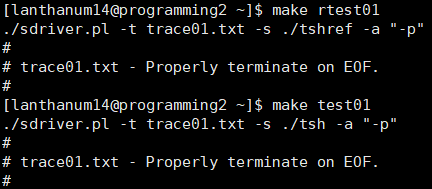 [lanthanum14@programming2 ~]$ make rtest01
./sdriver.pl -t trace01.txt -s ./tshref -a "-p"
#
# trace01.txt - Properly terminate on EOF.
#
[lanthanum14@programming2 ~]$ make test01
./sdriver.pl -t trace01.txt -s ./tsh -a "-p"
#
# trace01.txt - Properly terminate on EOF.
#